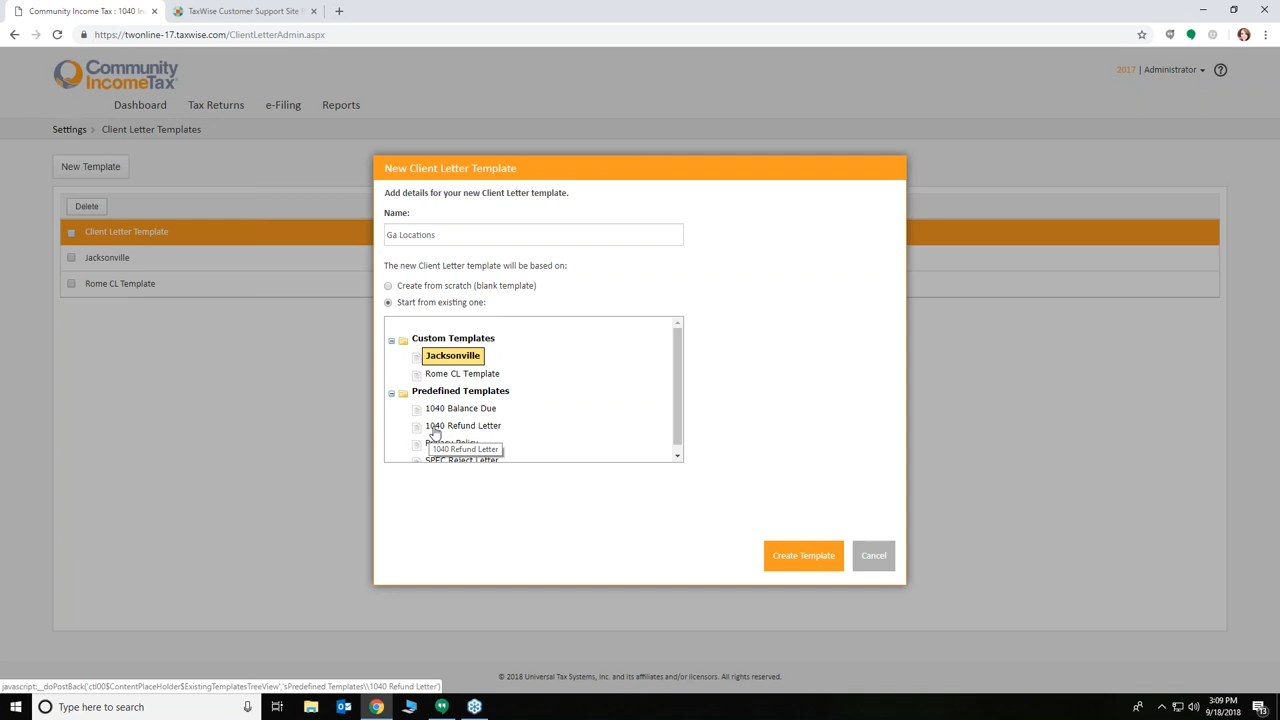 Community Income Tax : 1040 In
TaxWise Customer Support Site P
https://twonline-17.taxwise.com/ClientLetterAdmin.aspx
Community
IncomeTax
2017 | Administrator
Dashboard Tax Returns e-Filing Reports
Settings > Client Letter Templates
New Template
Delete
Client Letter Template
Jacksonville
Rome CL Template
New Client Letter Template
Add details for your new Client Letter template.
Name:
Ga Locations
The new Client Letter template will be based on:
Create from scratch (blank template)
Start from existing one:
Custom Templates
Jacksonville
Rome CL Template
Predefined Templates
1040 Balance Due
1040 Refund Letter
Privacy Policy
1040 Refund Letter
SPEC Reject Letter
Create Template Cancel
© 2018 Universal Tax Systems, Inc. and its affiliates and/or licensors. All rights reserved.
javascript:__doPostBack('ctl00$ContentPlaceHolder$ExistingTemplatesTreeView','sPredefined Templates\\1040 Refund Letter')
Type here to search
3:09 PM
9/18/2018